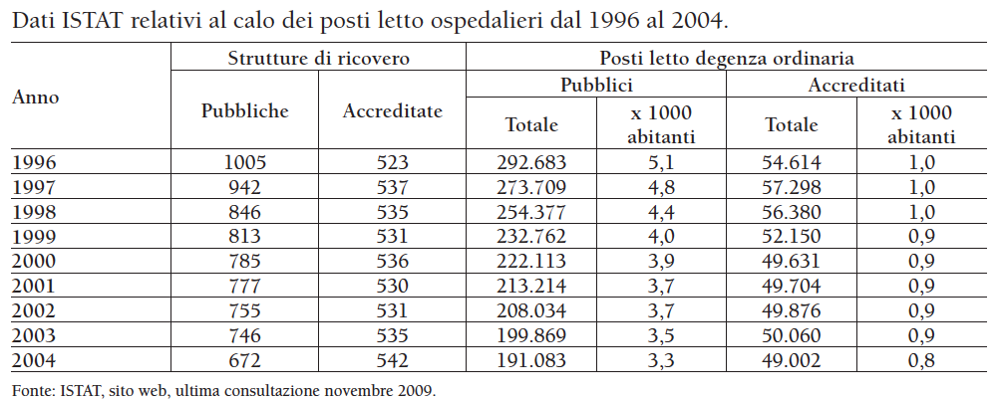 Dati ISTAT relativi al calo dei posti letto ospedalieri dal 1996 al 2004.
Anno Strutture di ricovero Posti letto degenza ordinaria
Pubbliche Accreditate Pubblici Accreditati
Totale x 1000 abitanti Totale x 1000 abitanti
1996 1005 523 292.683 5,1 54.614 1,0
1997 942 537 273.709 4,8 57.298 1,0
1998 846 535 254.377 4,4 56.380 1,0
1999 813 531 232.762 4,0 52.150 0,9
2000 785 536 222.113 3,9 49.631 0,9
2001 777 530 213.214 3,7 49.704 0,9
2002 755 531 208.034 3,7 49.876 0,9
2003 746 535 199.869 3,5 50.060 0,9
2004 672 542 191.083 3,3 49.002 0,8
Fonte: ISTAT, sito web, ultima consultazione novembre 2009.